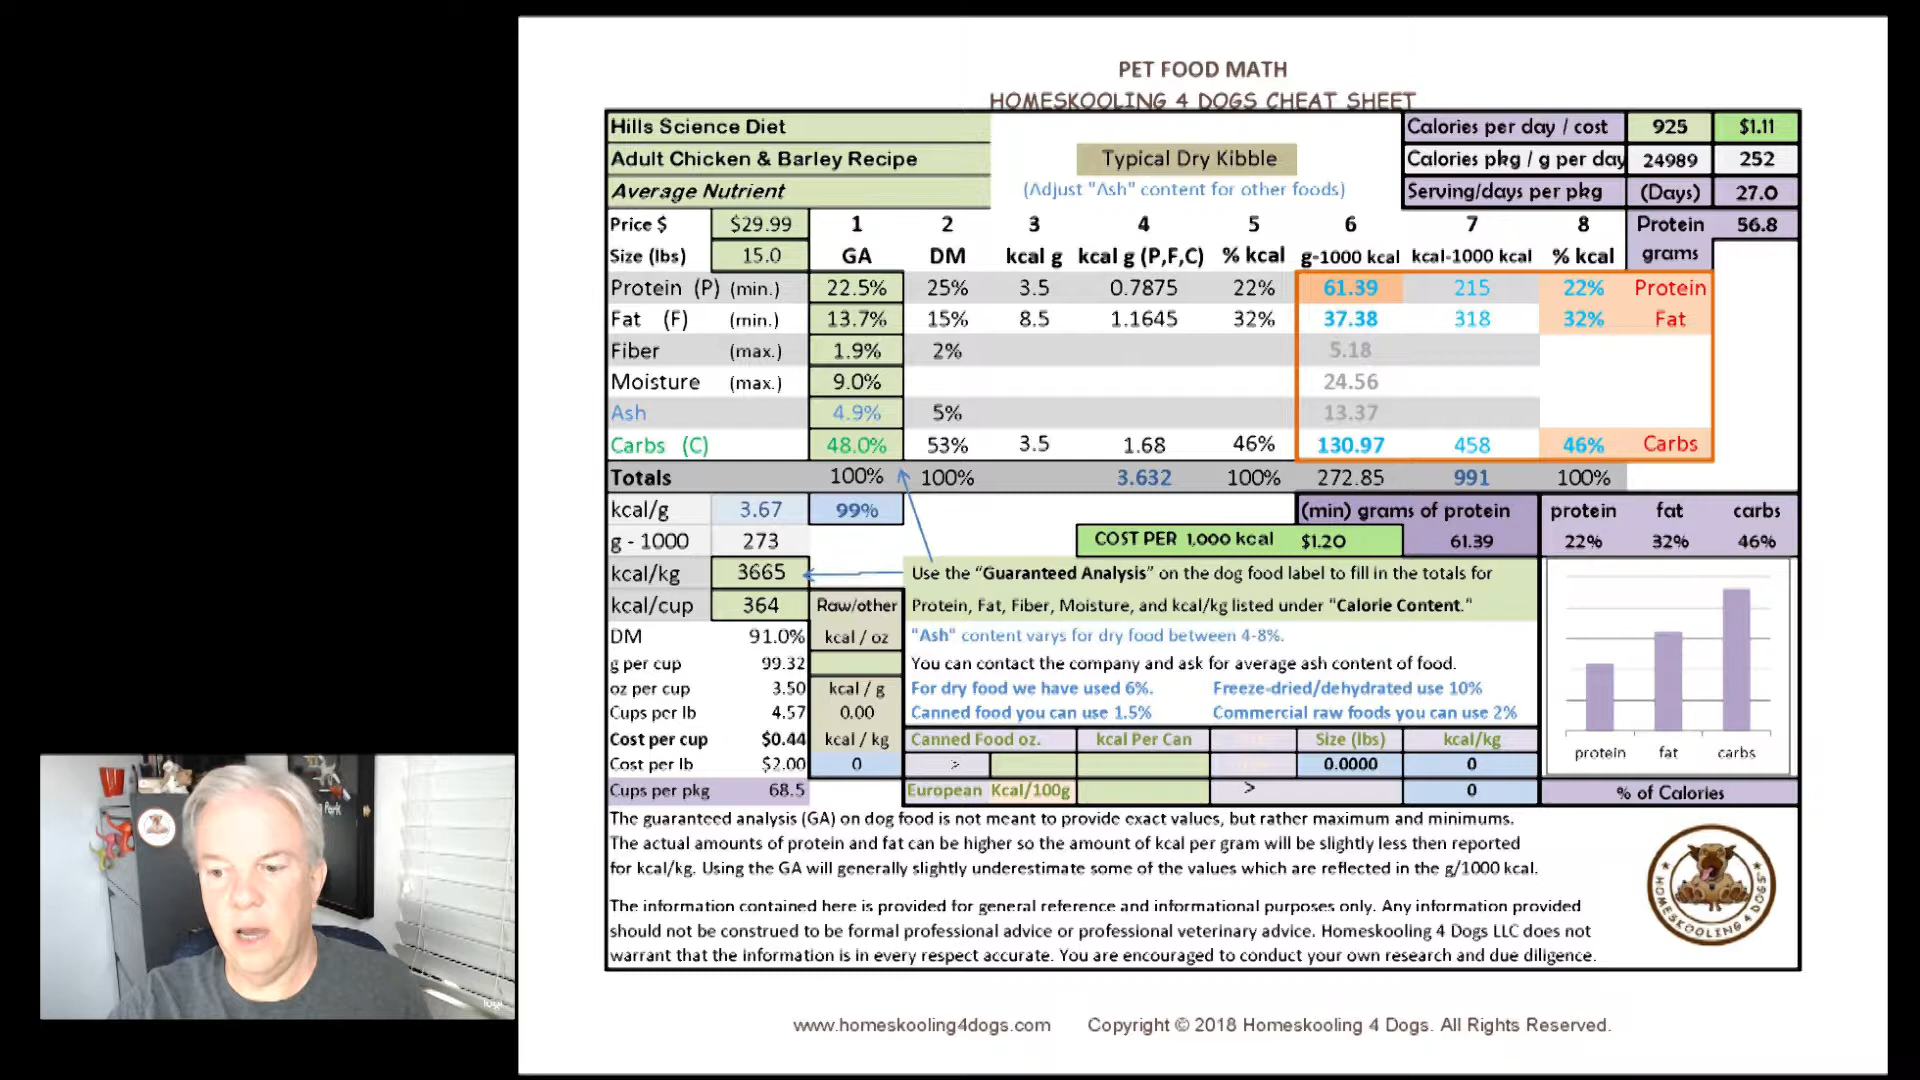 PET FOOD MATH
HOMESKOOLING 4 DOGS CHEAT SHEET
Hills Science Diet
Calories per day / cost 925 $1.11
Adult Chicken & Barley Recipe Typical Dry Kibble Calories pkg / g per day 24989 252
Average Nutrient (Adjust "Ash" content for other foods) Serving/days per pkg (Days) 27.0
Price $ $29.99 1 2 3 4 5 6 7 8 Protein 56.8
Size (lbs) 15.0 GA DM kcal g kcal g (P,F,C) % kcal g-1000 kcal kcal-1000 kcal % kcal grams
Protein (P) (min.) 22.5% 25% 3.5 0.7875 22% 61.39 215 22% Protein
Fat (F) (min.) 13.7% 15% 8.5 1.1645 32% 37.38 318 32% Fat
Fiber (max.) 1.9% 2% 5.18
Moisture (max.) 9.0% 24.56
Ash 4.9% 5% 13.37
Carbs (C) 48.0% 53% 3.5 1.68 46% 130.97 458 46% Carbs
Totals 100% 100% 3.632 100% 272.85 991 100%
kcal/g 3.67 99% (min) grams of protein protein fat carbs
g - 1000 273 COST PER 1,000 kcal $1.20 61.39 22% 32% 46%
kcal/kg 3665 Use the "Guaranteed Analysis" on the dog food label to fill in the totals for
kcal/cup 364 Raw/other Protein, Fat, Fiber, Moisture, and kcal/kg listed under "Calorie Content."
DM 91.0% kcal / oz "Ash" content varys for dry food between 4-8%.
g per cup 99.32 You can contact the company and ask for average ash content of food.
oz per cup 3.50 kcal / g For dry food we have used 6%. Freeze-dried/dehydrated use 10%
Cups per lb 4.57 0.00 Canned food you can use 1.5% Commercial raw foods you can use 2%
Cost per cup $0.44 kcal / kg Canned Food oz. kcal Per Can Size (lbs) kcal/kg
protein fat carbs
Cost per lb $2.00 0 > 0.0000 0
Cups per pkg 68.5 European Kcal/100g > 0 % of Calories
The guaranteed analysis (GA) on dog food is not meant to provide exact values, but rather maximum and minimums.
The actual amounts of protein and fat can be higher so the amount of kcal per gram will be slightly less then reported
for kcal/kg. Using the GA will generally slightly underestimate some of the values which are reflected in the g/1000 kcal.
The information contained here is provided for general reference and informational purposes only. Any information provided
should not be construed to be formal professional advice or professional veterinary advice. Homeskooling 4 Dogs LLC does not
warrant that the information is in every respect accurate. You are encouraged to conduct your own research and due diligence.
HOMESKOOLING 4 DOGS
www.homeskooling4dogs.com Copyright © 2018 Homeskooling 4 Dogs. All Rights Reserved.